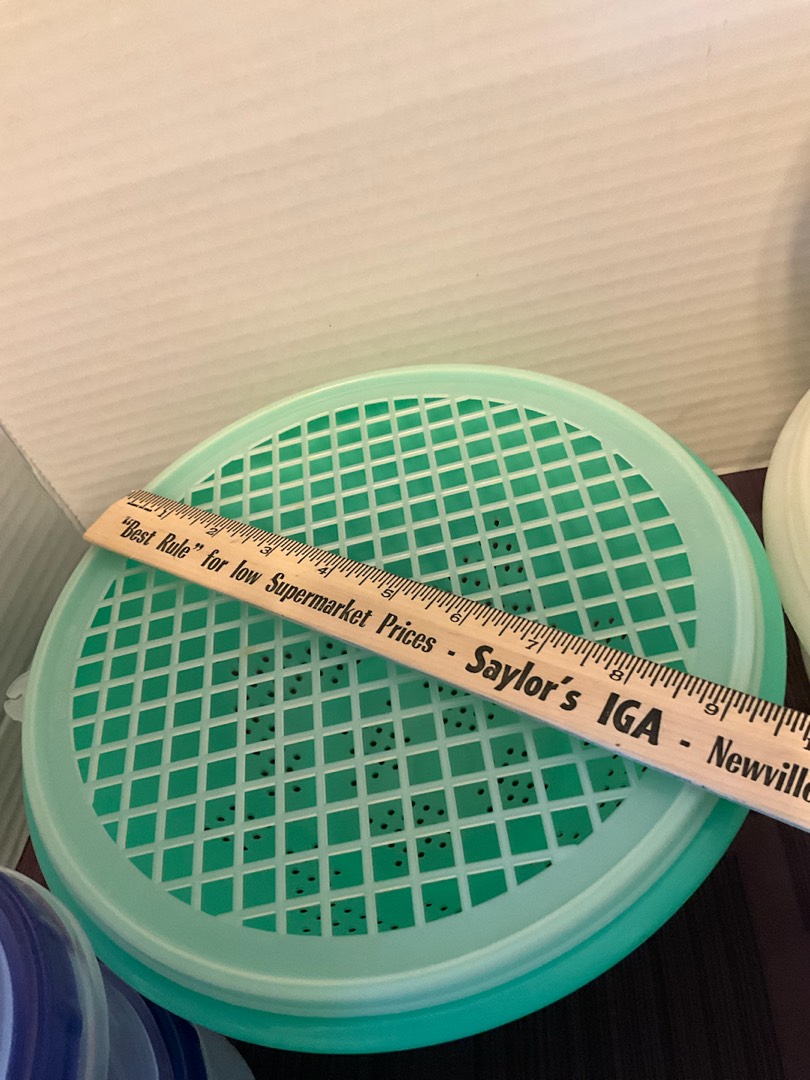 1 2 3 4 5 6 7 8 9
"Best Rule" for low Supermarket Prices - Saylor's IGA - Newville